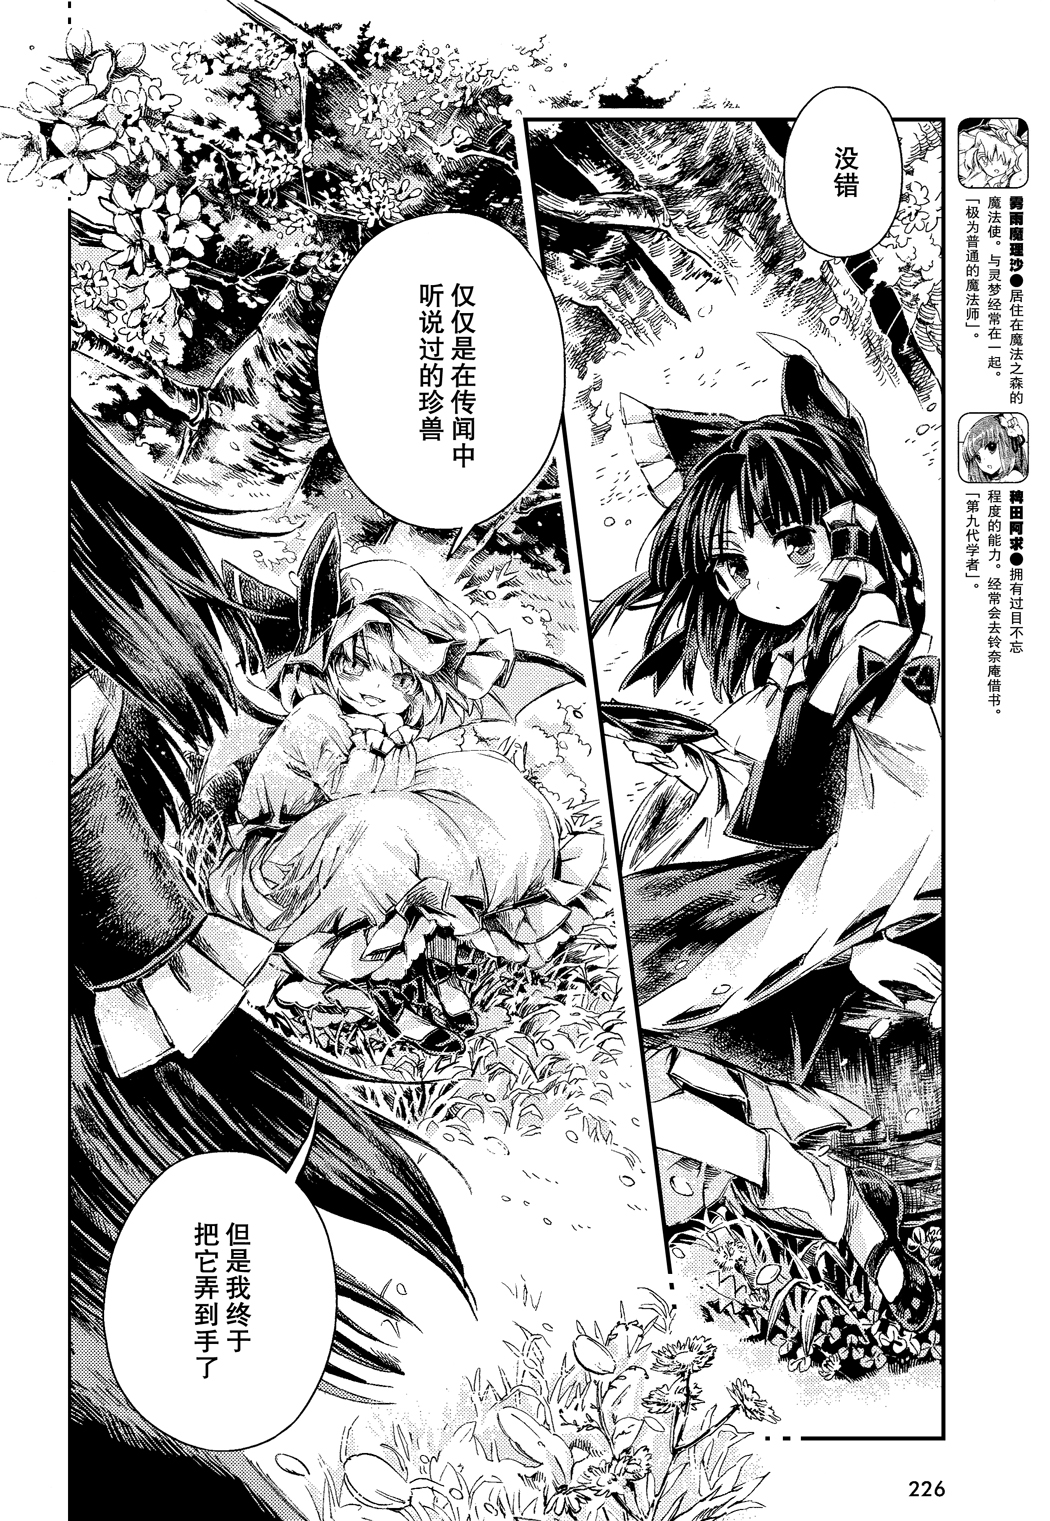 没错
仅仅是在传闻中
听说过的珍兽
但是我终于
把它弄到手了
雾雨魔理沙●居住在魔法之森的
魔法使。与灵梦经常在一起。
「极为普通的魔法师」。
稗田阿求●拥有过目不忘
程度的能力。经常会去铃奈庵借书。
「第九代学者」。
226